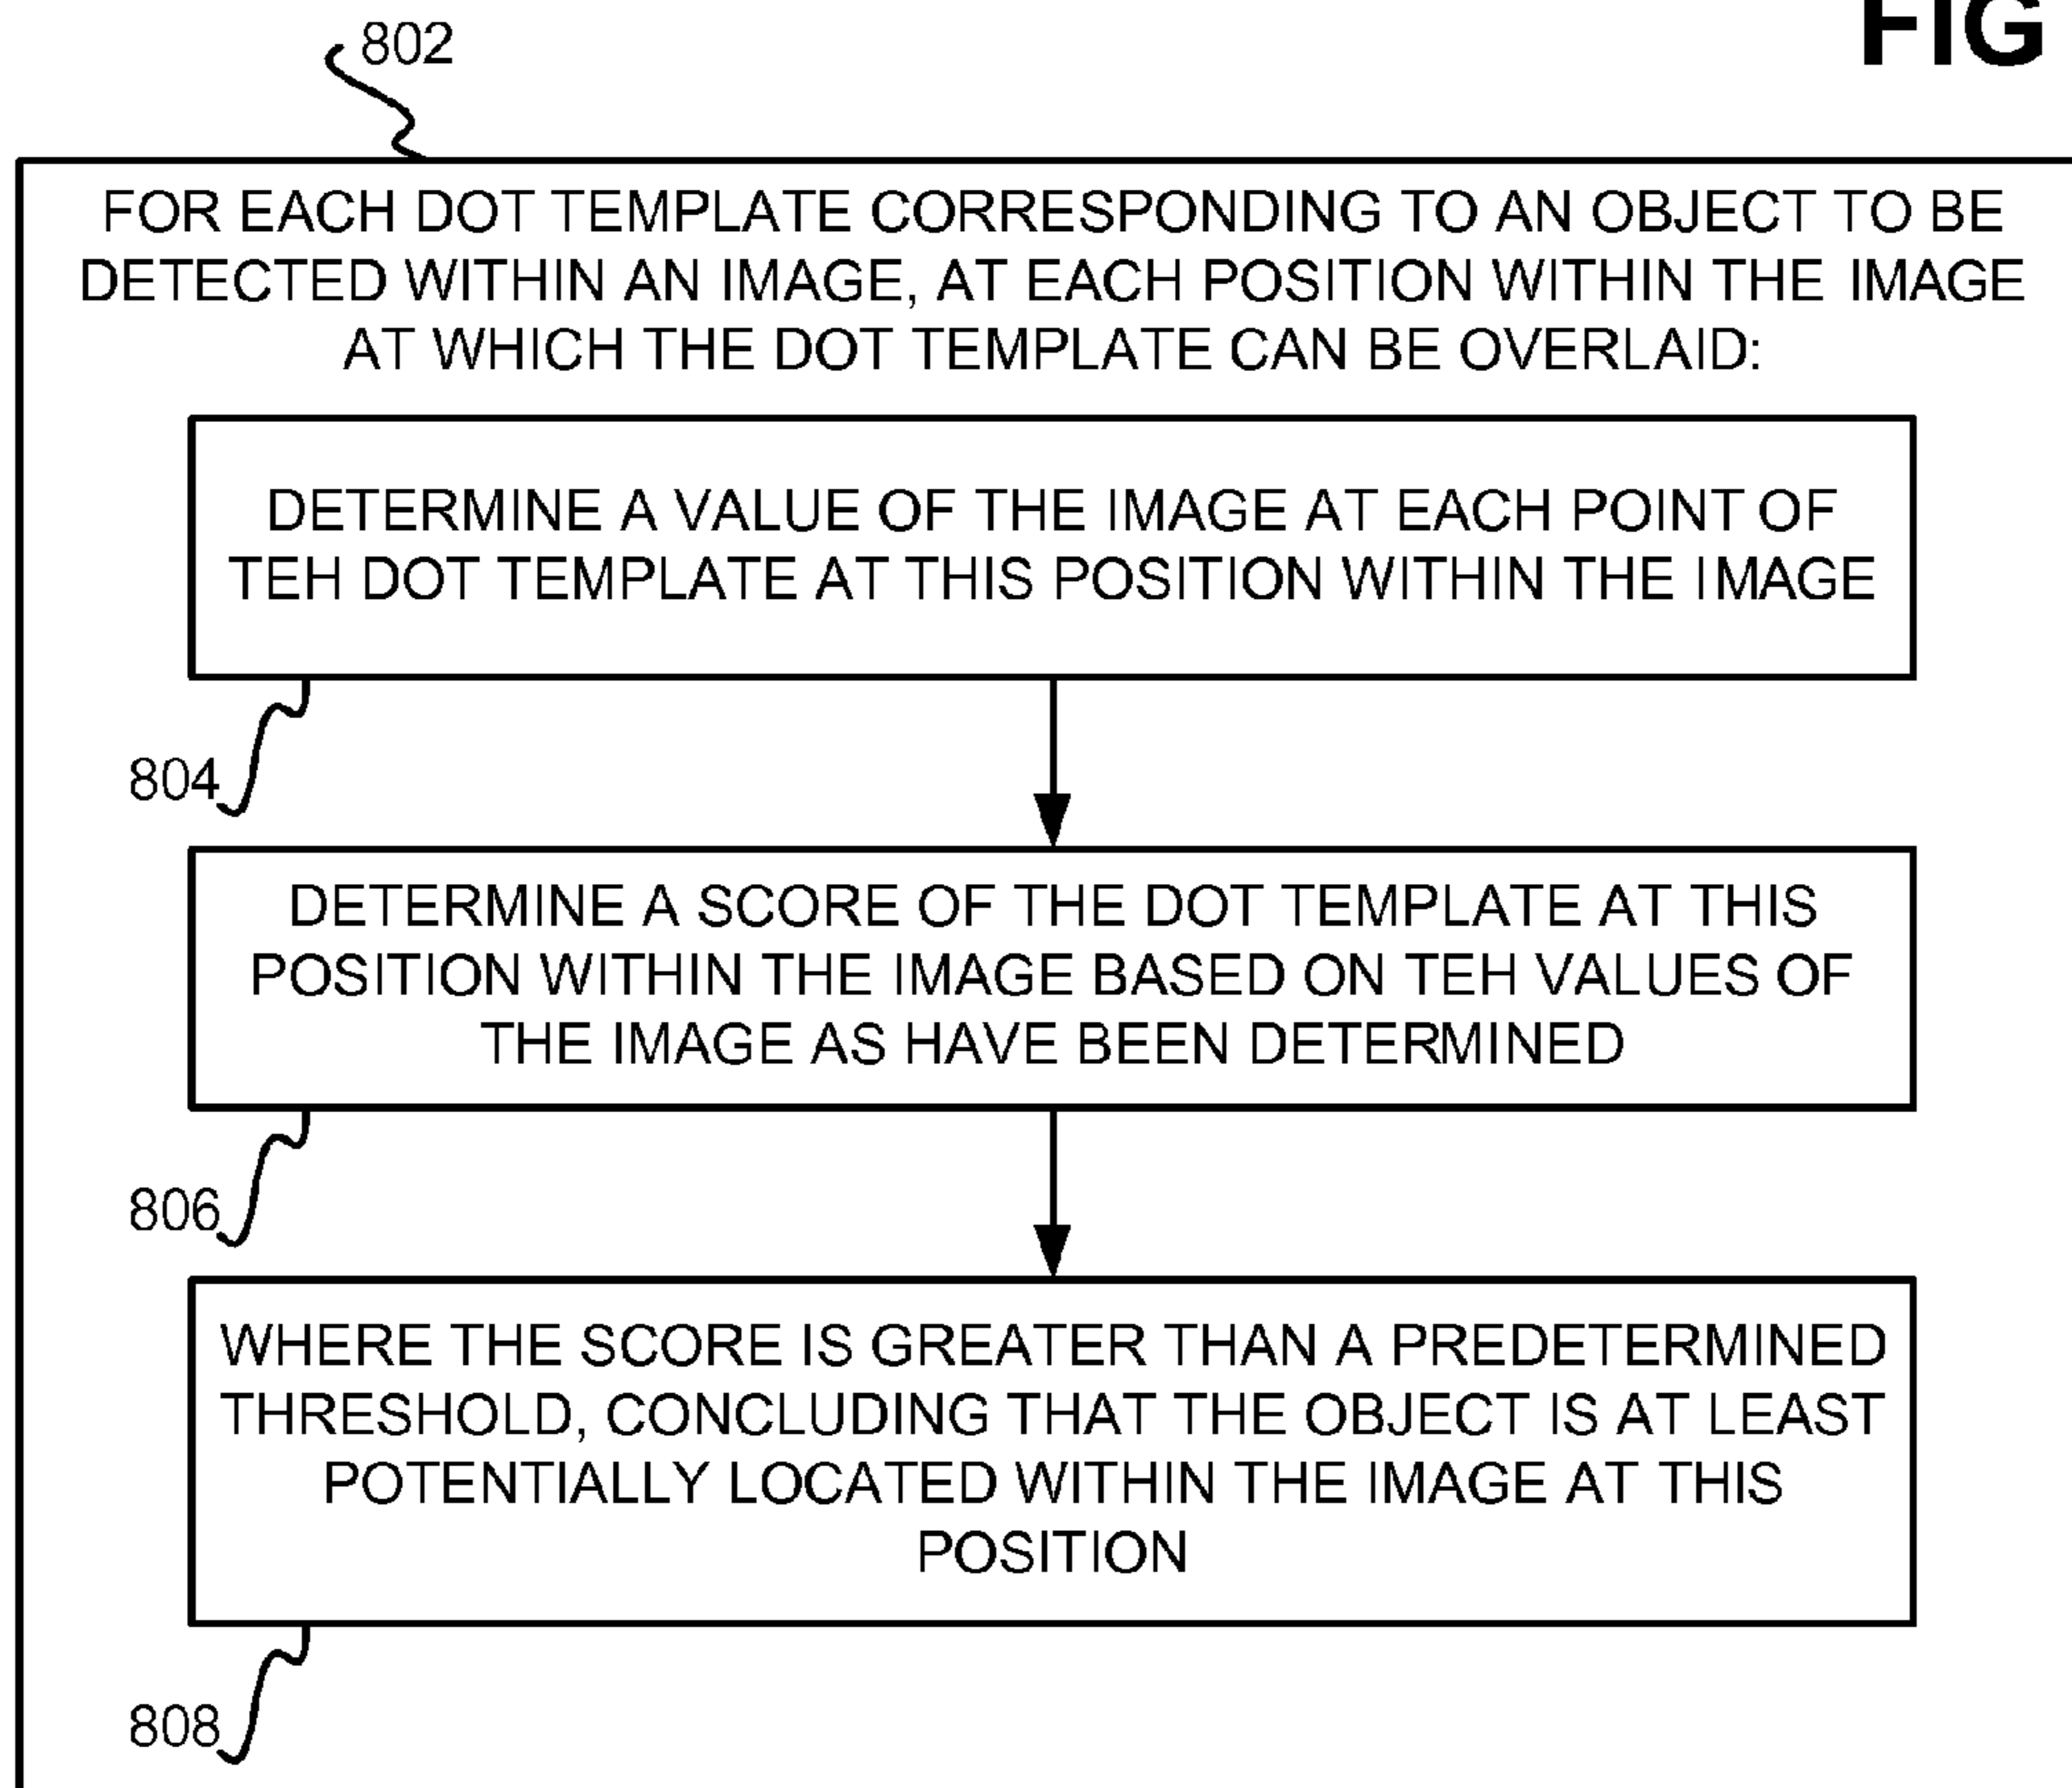 FIG
802
FOR EACH DOT TEMPLATE CORRESPONDING TO AN OBJECT TO BE
DETECTED WITHIN AN IMAGE, AT EACH POSITION WITHIN THE IMAGE
AT WHICH THE DOT TEMPLATE CAN BE OVERLAID:
DETERMINE A VALUE OF THE IMAGE AT EACH POINT OF
TEH DOT TEMPLATE AT THIS POSITION WITHIN THE IMAGE
804
DETERMINE A SCORE OF THE DOT TEMPLATE AT THIS
POSITION WITHIN THE IMAGE BASED ON TEH VALUES OF
THE IMAGE AS HAVE BEEN DETERMINED
806
WHERE THE SCORE IS GREATER THAN A PREDETERMINED
THRESHOLD, CONCLUDING THAT THE OBJECT IS AT LEAST
POTENTIALLY LOCATED WITHIN THE IMAGE AT THIS
POSITION
808